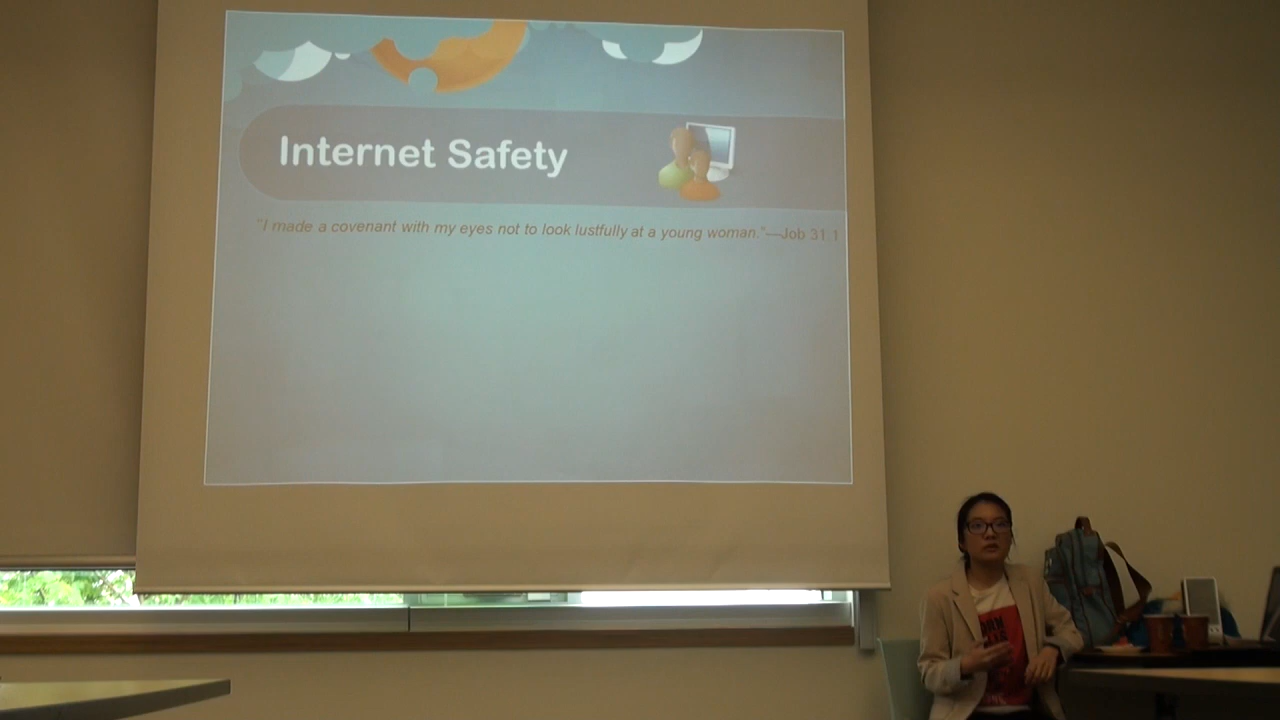 Internet Safety
"I made a covenant with my eyes not to look lustfully at a young woman."—Job 31.1